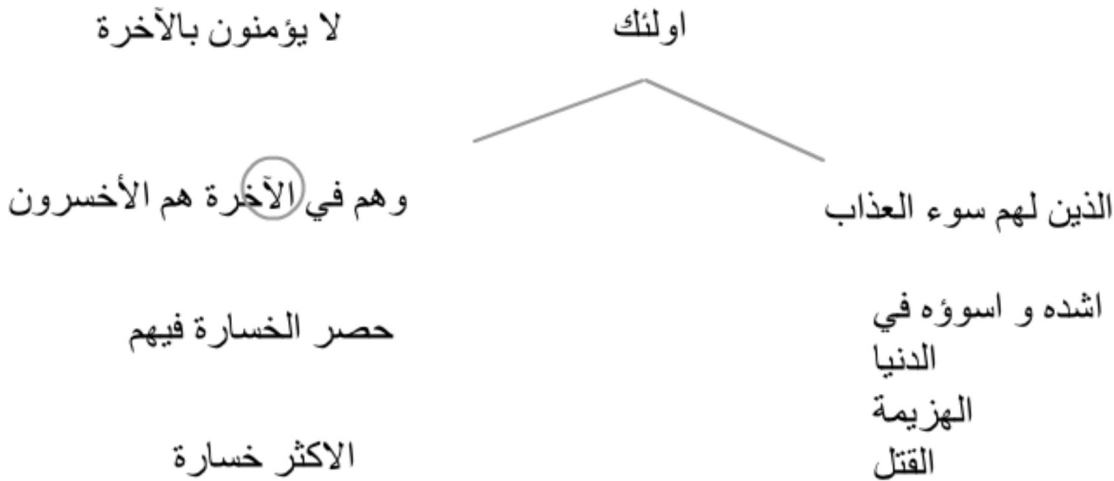 اولئك
لا يؤمنون بالآخرة
الذين لهم سوء العذاب
وهم في الآخرة هم الأخسرون
اشده و اسوؤه في
الدنيا
الهزيمة
القتل
حصر الخسارة فيهم
الاكثر خسارة